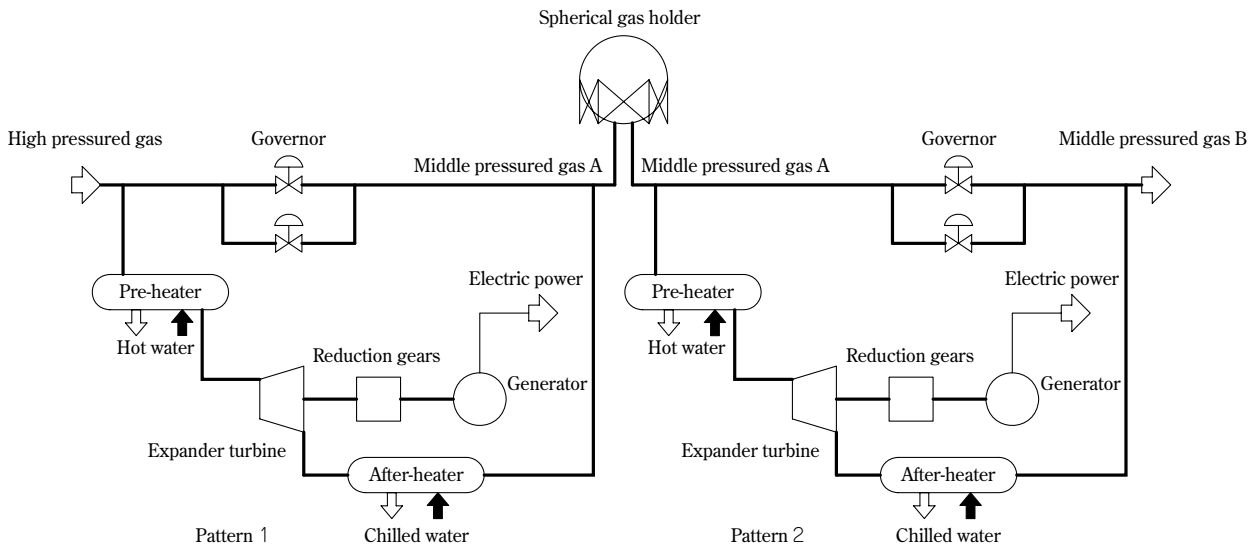 Spherical gas holder
High pressured gas
Governor
Middle pressured gas A
Middle pressured gas A
Governor
Middle pressured gas B
Pre-heater
Hot water
Electric power
Reduction gears
Generator
Expander turbine
After-heater
Chilled water
Pattern 1
Pre-heater
Hot water
Electric power
Reduction gears
Generator
Expander turbine
After-heater
Chilled water
Pattern 2